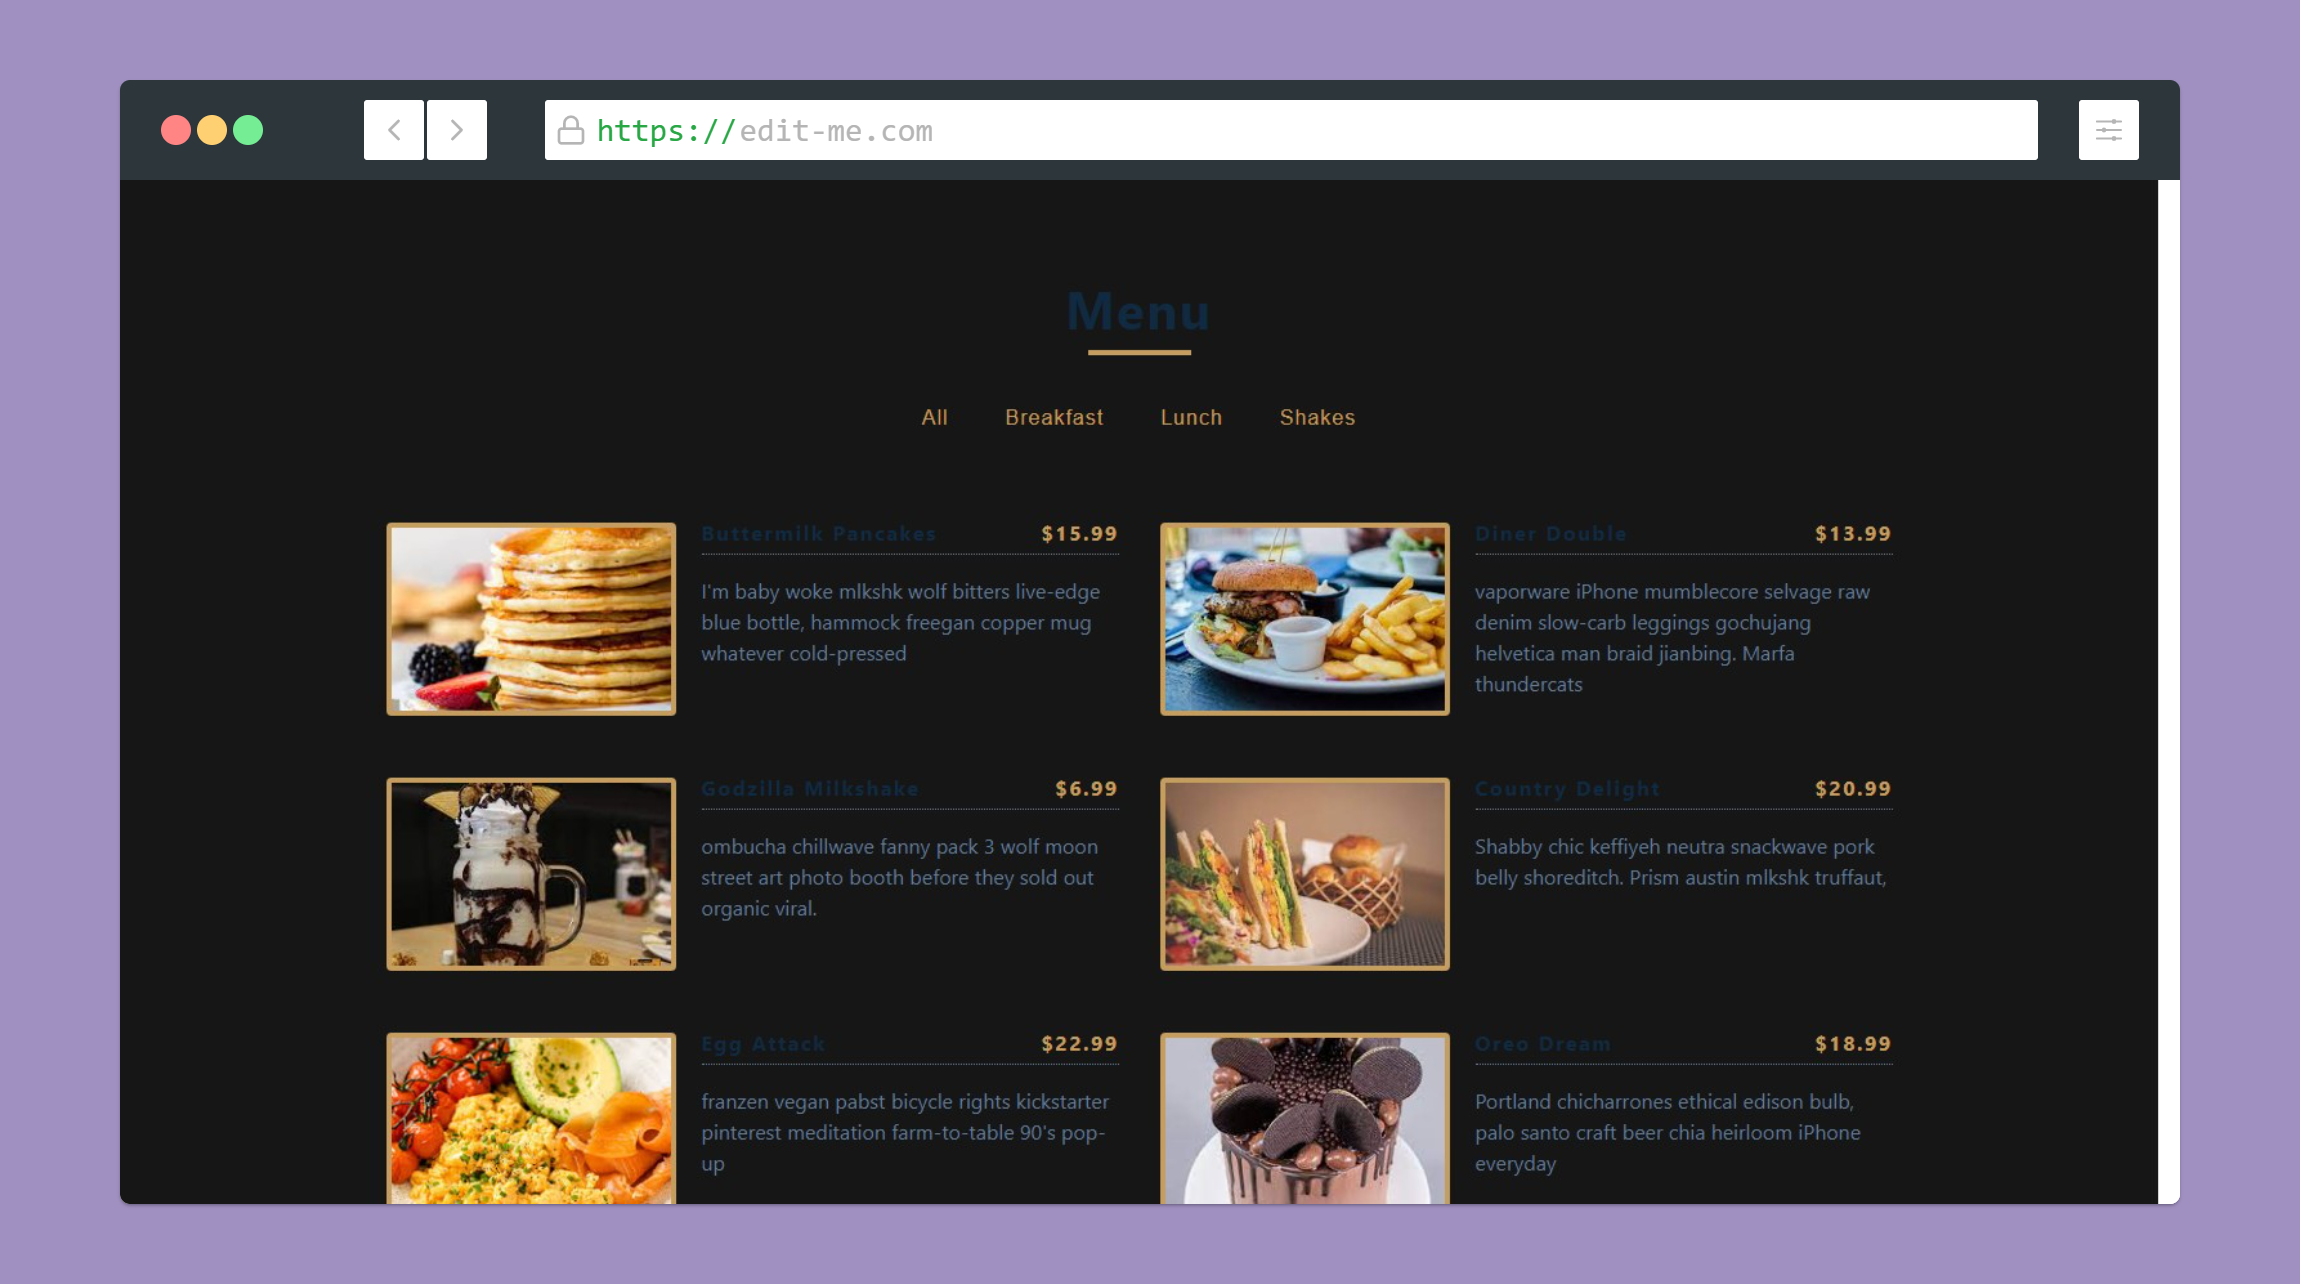 https://edit-me.com
Menu
All Breakfast Lunch Shakes
Buttermilk Pancakes $15.99
I'm baby woke mlkshk wolf bitters live-edge
blue bottle, hammock freegan copper mug
whatever cold-pressed
Diner Double $13.99
vaporware iPhone mumblecore selvage raw
denim slow-carb leggings gochujang
helvetica man braid jianbing. Marfa
thundercats
Godzilla Milkshake $6.99
ombucha chillwave fanny pack 3 wolf moon
street art photo booth before they sold out
organic viral.
Country Delight $20.99
Shabby chic keffiyeh neutra snackwave pork
belly shoreditch. Prism austin mlkshk truffaut,
Egg Attack $22.99
franzen vegan pabst bicycle rights kickstarter
pinterest meditation farm-to-table 90's pop-
up
Oreo Dream $18.99
Portland chicharrones ethical edison bulb,
palo santo craft beer chia heirloom iPhone
everyday